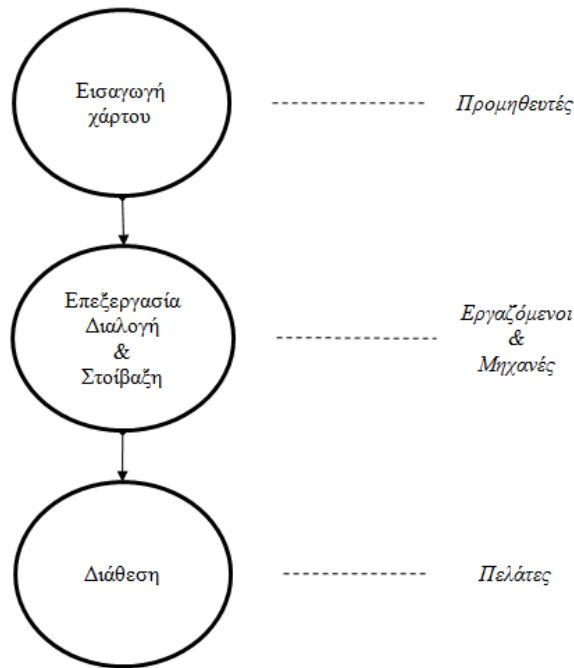 Εισαγωγή
χάρτου
Προμηθευτές
Επεξεργασία
Διαλογή
&
Στοίβαξη
Εργαζόμενοι
&
Μηχανές
Διάθεση
Πελάτες